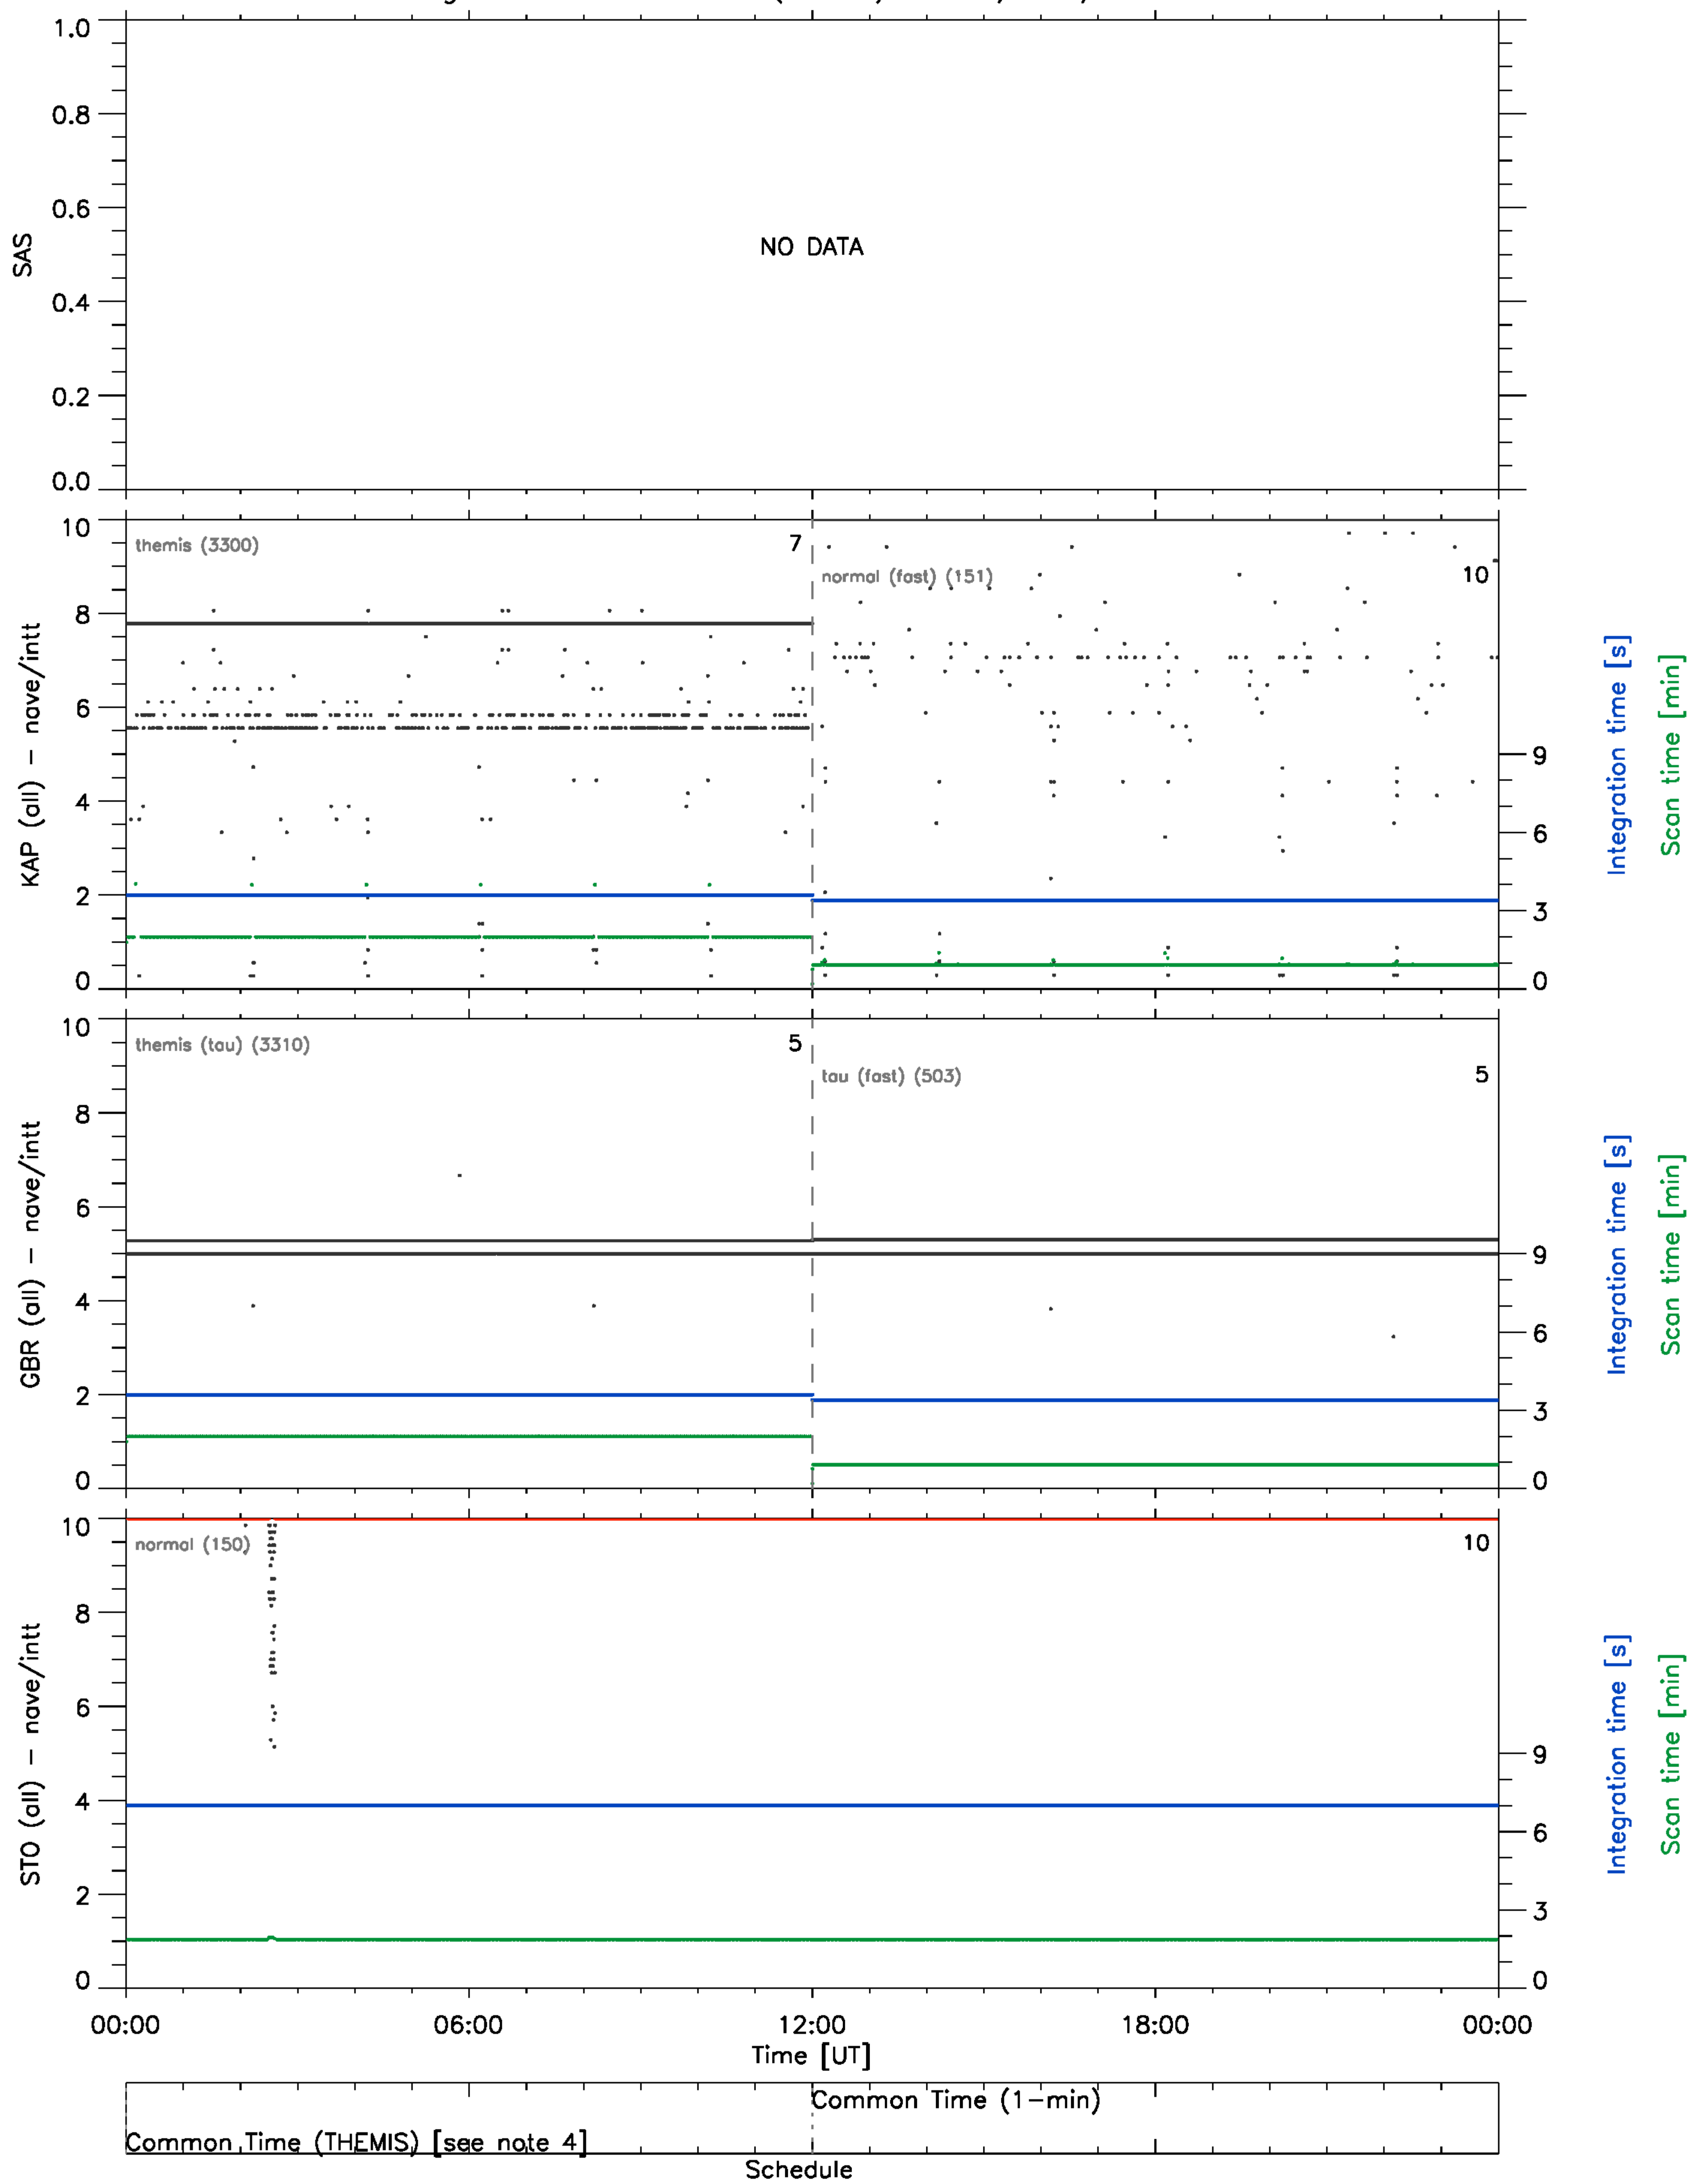 1.0
0.8
0.6
0.4
0.2
0.0
SAS
NO DATA
10
8
6
4
2
0
KAP (all) - nave/intt
themis (3300)
7
normal (fast) (151)
10
9
6
3
0
Integration time [s]
Scan time [min]
10
8
6
4
2
0
GBR (all) - nave/intt
themis (tau) (3310)
5
tau (fast) (503)
5
9
6
3
0
Integration time [s]
Scan time [min]
10
8
6
4
2
0
STO (all) - nave/intt
normal (150)
10
9
6
3
0
Integration time [s]
Scan time [min]
00:00 06:00 12:00 18:00 00:00
Time [UT]
Common Time (1-min)
Common Time (THEMIS) [see note 4]
Schedule